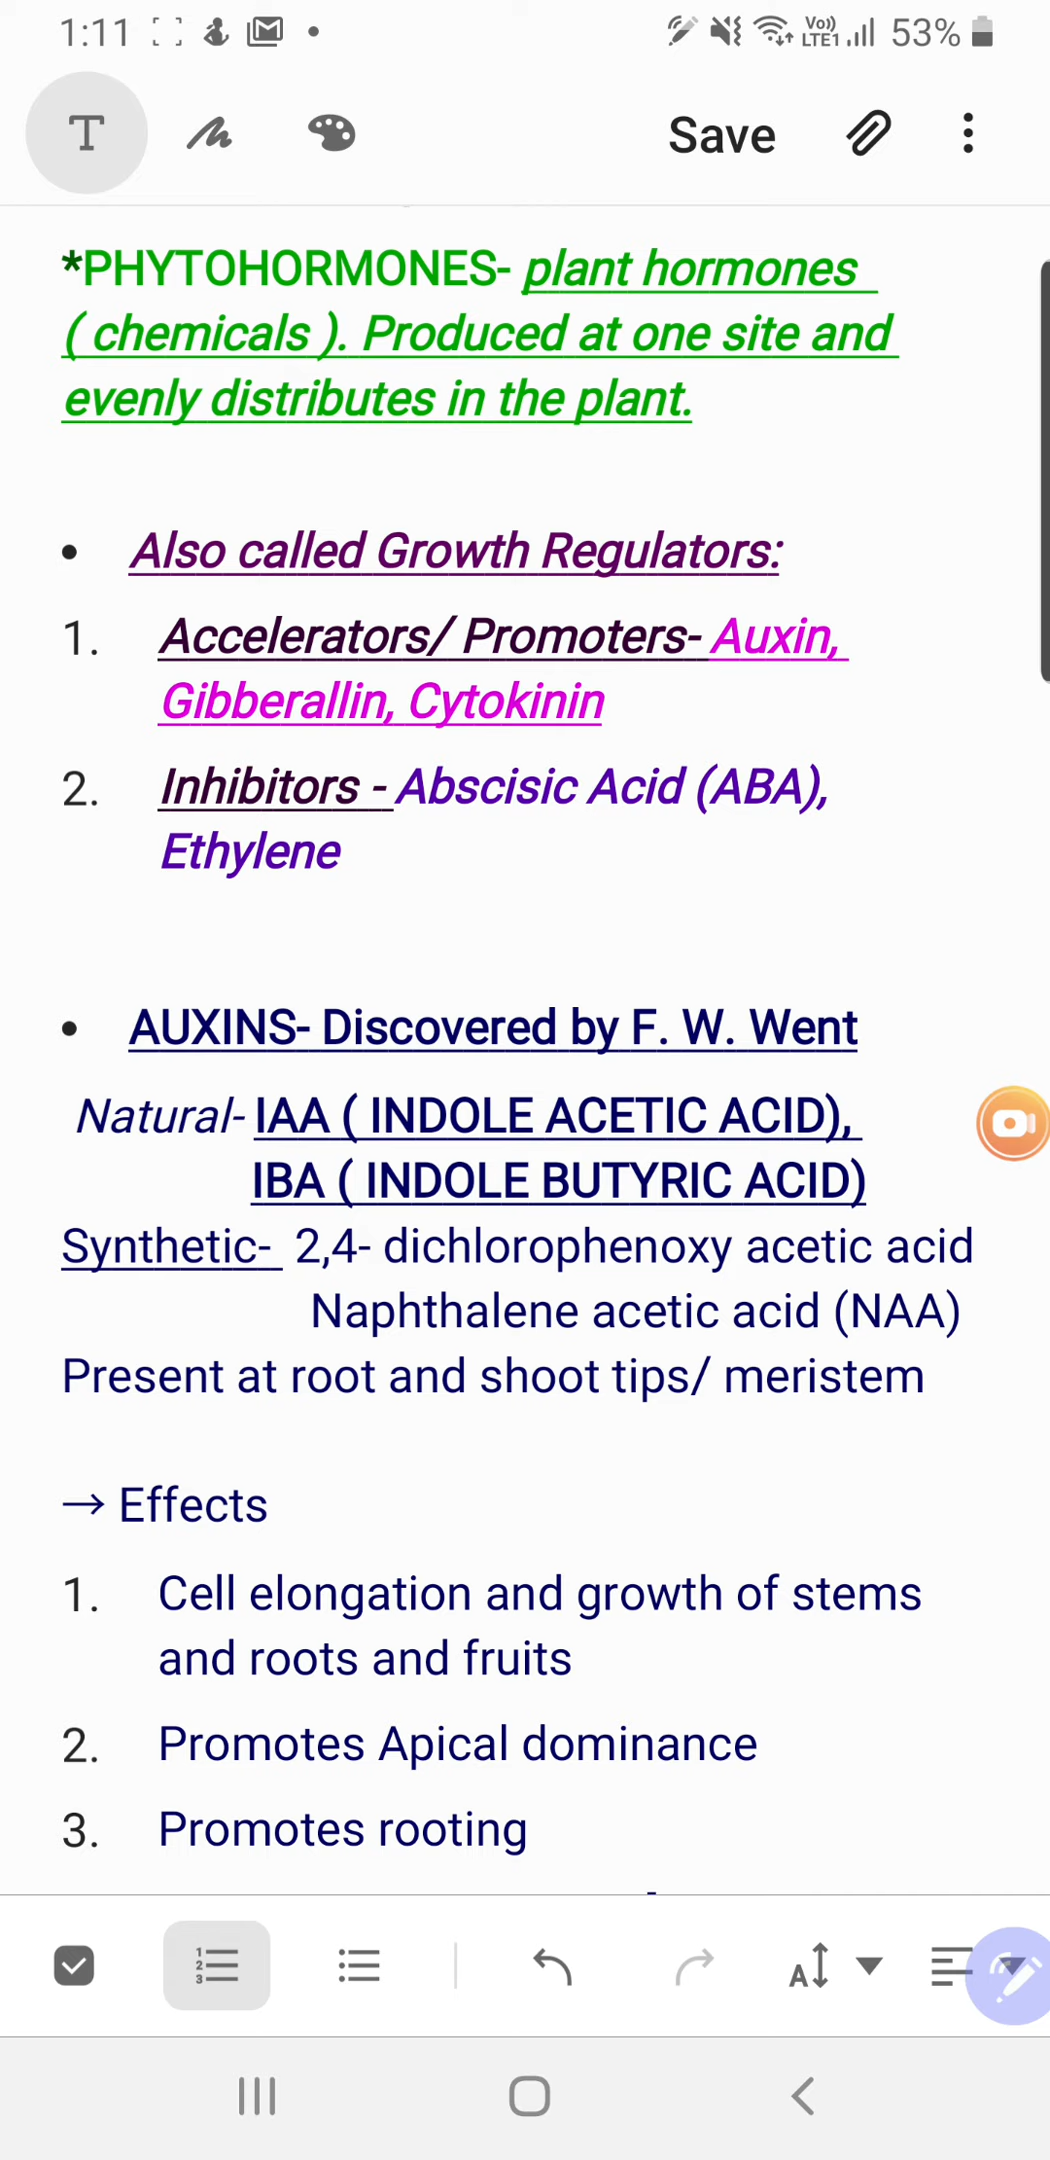 1:11
Vo))
LTE1
53%
T
Save
*PHYTOHORMONES- plant hormones
( chemicals ). Produced at one site and
evenly distributes in the plant.
• Also called Growth Regulators:
1. Accelerators/ Promoters- Auxin,
Gibberallin, Cytokinin
2. Inhibitors - Abscisic Acid (ABA),
Ethylene
• AUXINS- Discovered by F. W. Went
Natural- IAA ( INDOLE ACETIC ACID),
IBA ( INDOLE BUTYRIC ACID)
Synthetic- 2,4- dichlorophenoxy acetic acid
Naphthalene acetic acid (NAA)
Present at root and shoot tips/ meristem
→ Effects
1. Cell elongation and growth of stems
and roots and fruits
2. Promotes Apical dominance
3. Promotes rooting